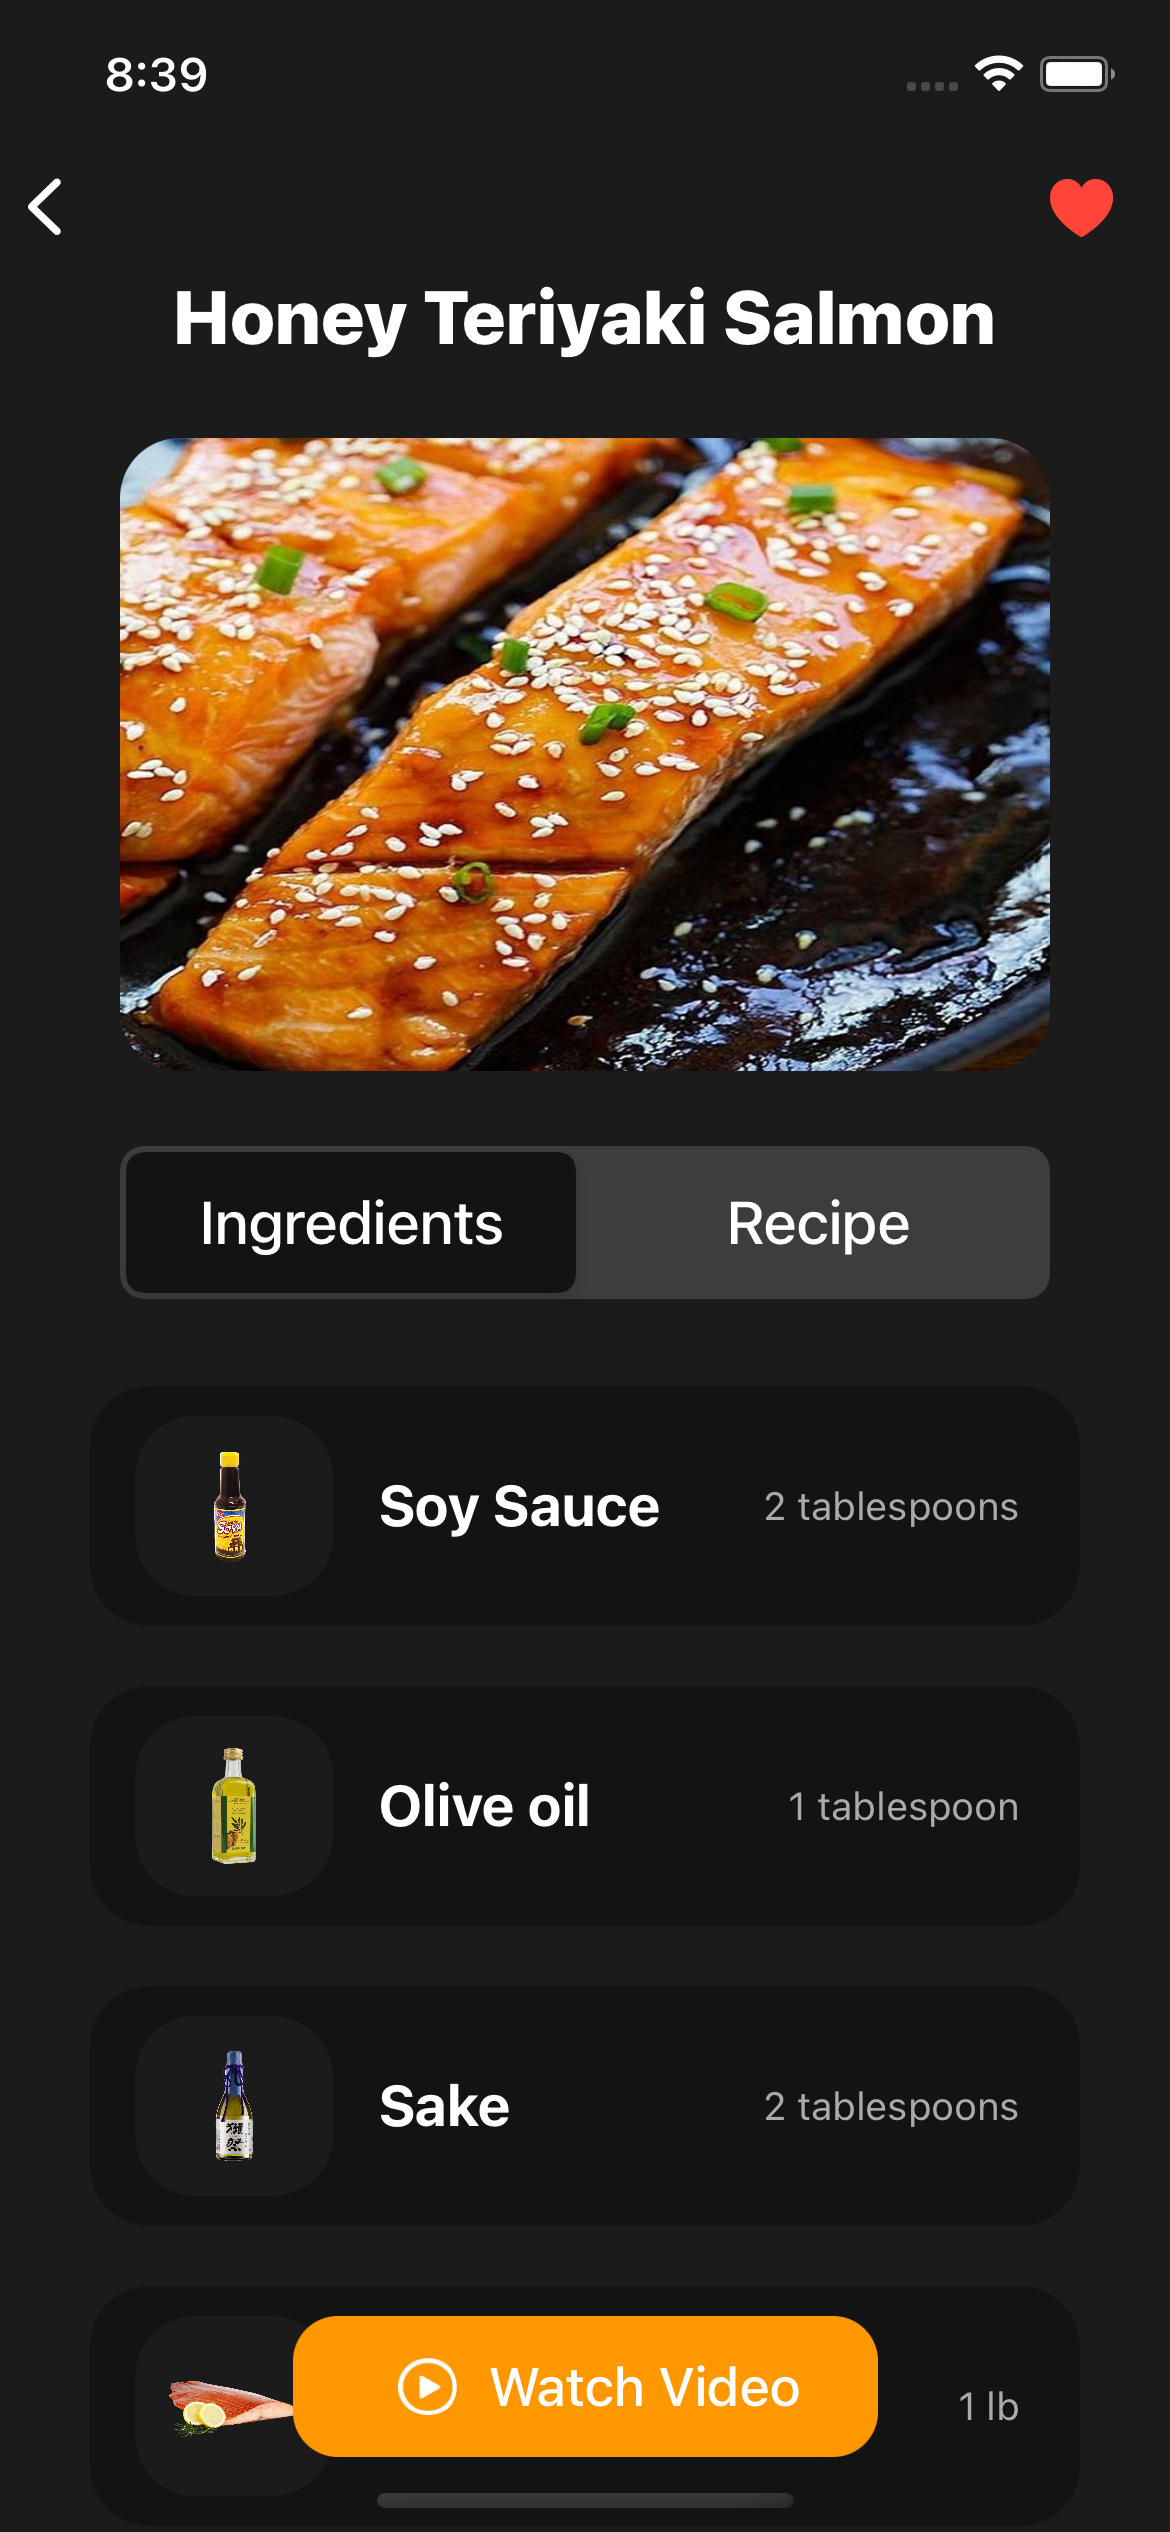 8:39
Honey Teriyaki Salmon
Ingredients
Recipe
Soy Sauce
2 tablespoons
Olive oil
1 tablespoon
Sake
2 tablespoons
Watch Video
1 lb